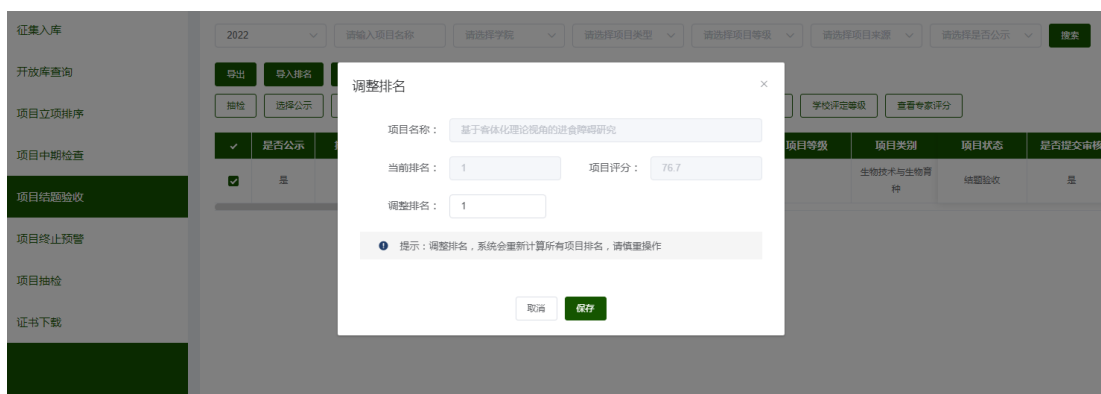 征集入库
开放库查询
项目立项排序
项目中期检查
项目结题验收
项目终止预警
项目抽检
证书下载
2022 请输入项目名称 请选择学院 请选择项目类型 请选择项目等级 请选择项目来源 请选择是否公示 搜索
导出 导入排名
抽检 选择公示 学校评定等级 查看专家评分
是否公示 项目等级 项目类别 项目状态 是否提交审核
是 生物技术与生物育种 结题验收 是
调整排名
项目名称： 基于具体化理论视角的进食障碍研究
当前排名： 1 项目评分： 76.7
调整排名： 1
提示：调整排名，系统会重新计算所有项目排名，请慎重操作
取消 保存